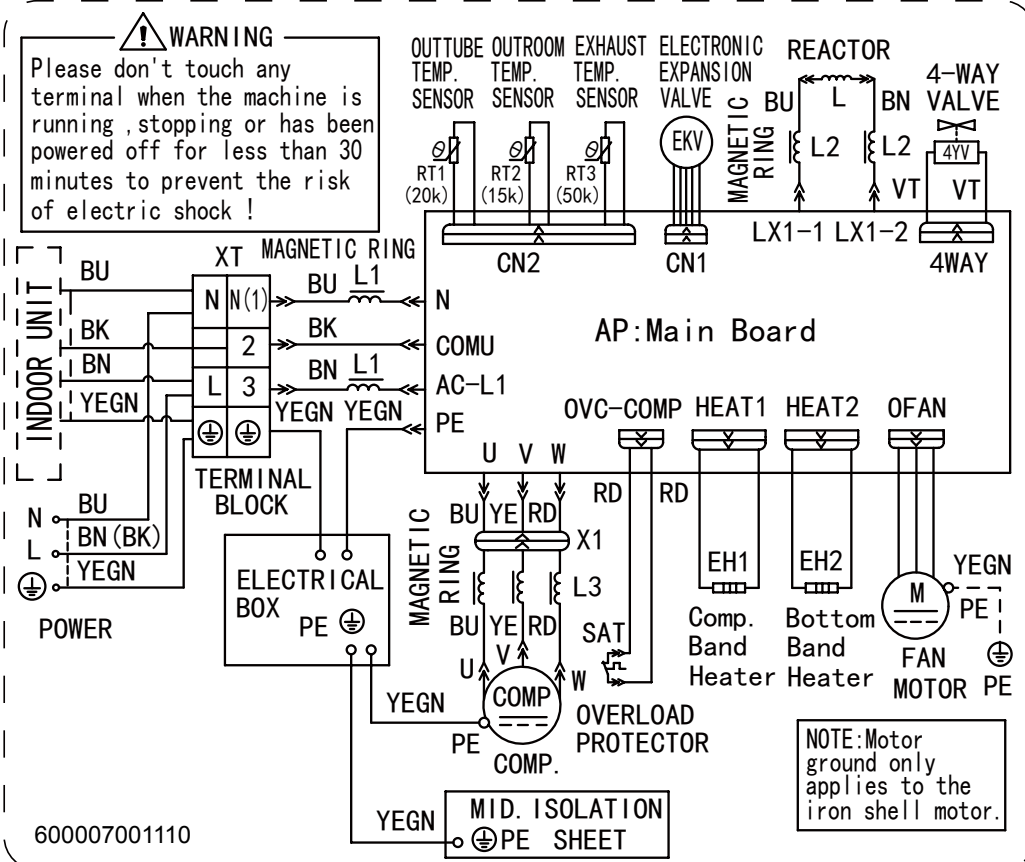 WARNING
Please don't touch any
terminal when the machine is
running ,stopping or has been
powered off for less than 30
minutes to prevent the risk
of electric shock !
OUTTUBE OUTROOM EXHAUST ELECTRONIC
TEMP. TEMP. TEMP. EXPANSION
SENSOR SENSOR SENSOR VALVE
REACTOR
4-WAY
VALVE
MAGNETIC
RING
BU L BN
L2 L2
EKV
4YV
RT1 RT2 RT3
(20k) (15k) (50k)
VT VT
CN2 CN1 LX1-1 LX1-2 4WAY
INDOOR UNIT
BU
BK
BN
YEGN
XT
N N(1)
2
L 3
TERMINAL
BLOCK
MAGNETIC RING
BU L1
BK
BN L1
YEGN YEGN
N
COMU
AC-L1
PE
AP:Main Board
OVC-COMP HEAT1 HEAT2 OFAN
U V W
RD RD
N BU
L BN(BK)
YEGN
POWER
ELECTRICAL
BOX
PE
MAGNETIC
RING
BU YE RD
X1
L3
BU YE RD
U V W
COMP
PE
COMP.
SAT
OVERLOAD
PROTECTOR
EH1
Comp.
Band
Heater
EH2
Bottom
Band
Heater
M
FAN
MOTOR
YEGN
PE
PE
YEGN
YEGN
MID. ISOLATION
PE SHEET
NOTE:Motor
ground only
applies to the
iron shell motor.
600007001110